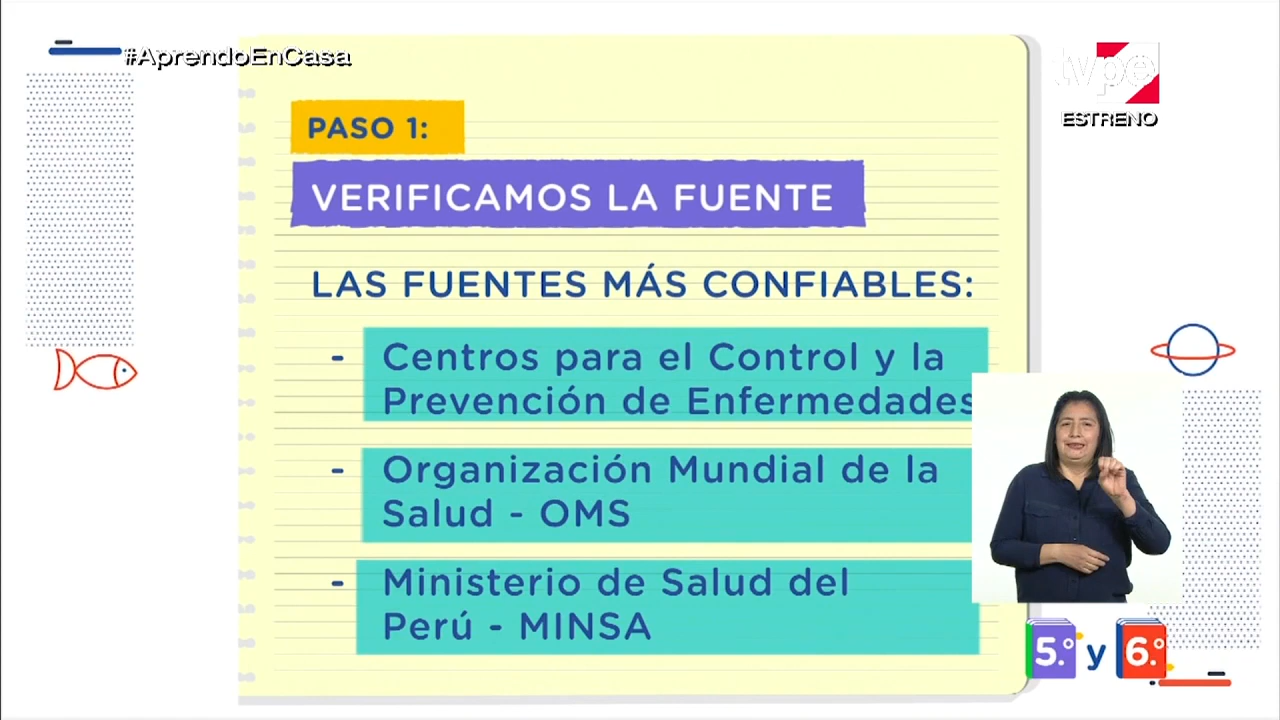 #AprendoEnCasa
tvpe
ESTRENO
PASO 1:
VERIFICAMOS LA FUENTE
LAS FUENTES MÁS CONFIABLES:
- Centros para el Control y la
Prevención de Enfermedades
- Organización Mundial de la
Salud - OMS
- Ministerio de Salud del
Perú - MINSA
5.º y 6.º